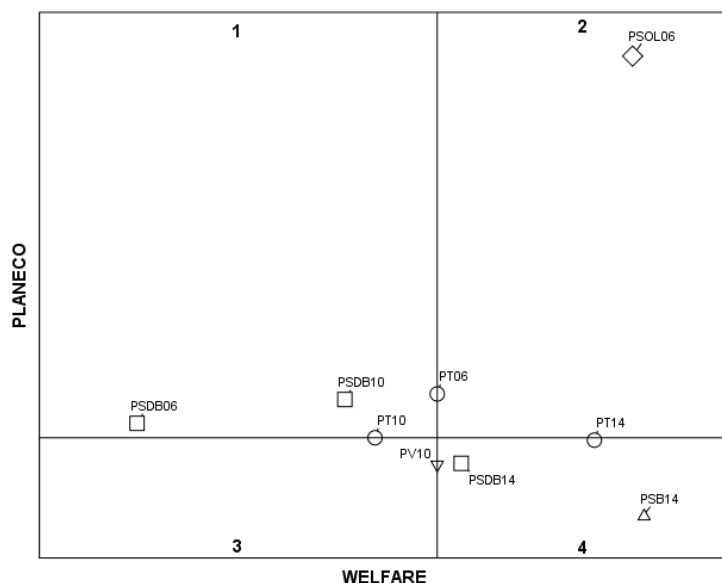 1
2
PSOL06
PLANECO
PT06
PSDB10
PSDB06
PT10
PT14
PV10
PSDB14
PSB14
3
4
WELFARE